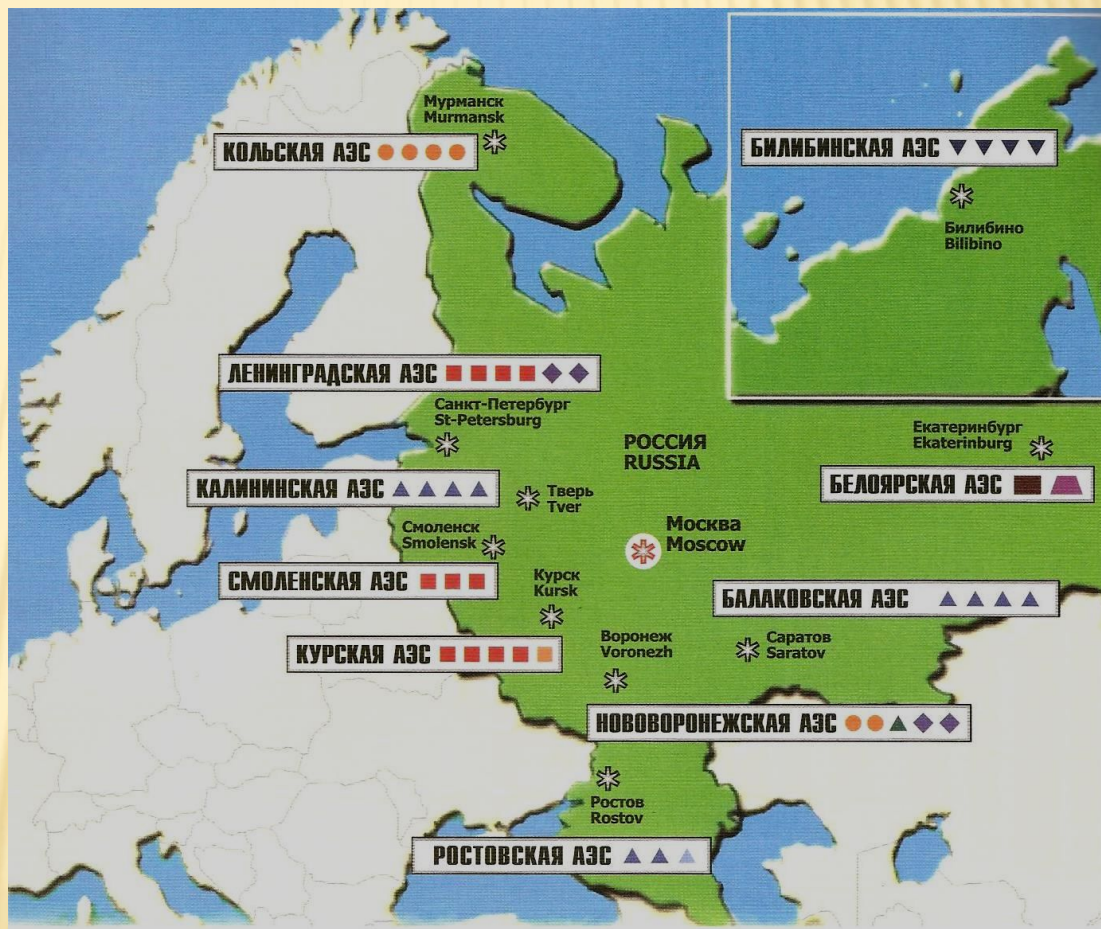 Мурманск
Murmansk
КОЛЬСКАЯ АЭС
БИЛИБИНСКАЯ АЭС
Билибино
Bilibino
ЛЕНИНГРАДСКАЯ АЭС
Санкт-Петербург
St-Petersburg
РОССИЯ
RUSSIA
Екатеринбург
Ekaterinburg
БЕЛОЯРСКАЯ АЭС
КАЛИНИНСКАЯ АЭС
Тверь
Tver
Смоленск
Smolensk
Москва
Moscow
СМОЛЕНСКАЯ АЭС
Курск
Kursk
БАЛАКОВСКАЯ АЭС
КУРСКАЯ АЭС
Воронеж
Voronezh
Саратов
Saratov
НОВОВОРОНЕЖСКАЯ АЭС
Ростов
Rostov
РОСТОВСКАЯ АЭС